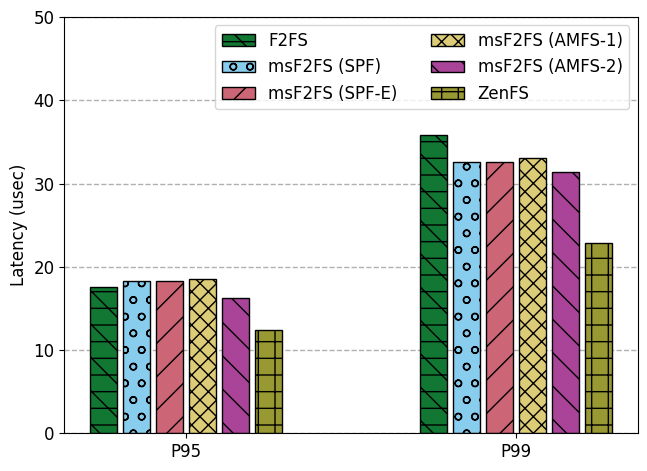 50
40
30
20
10
0
Latency (usec)
F2FS
msF2FS (SPF)
msF2FS (SPF-E)
msF2FS (AMFS-1)
msF2FS (AMFS-2)
ZenFS
P95
P99